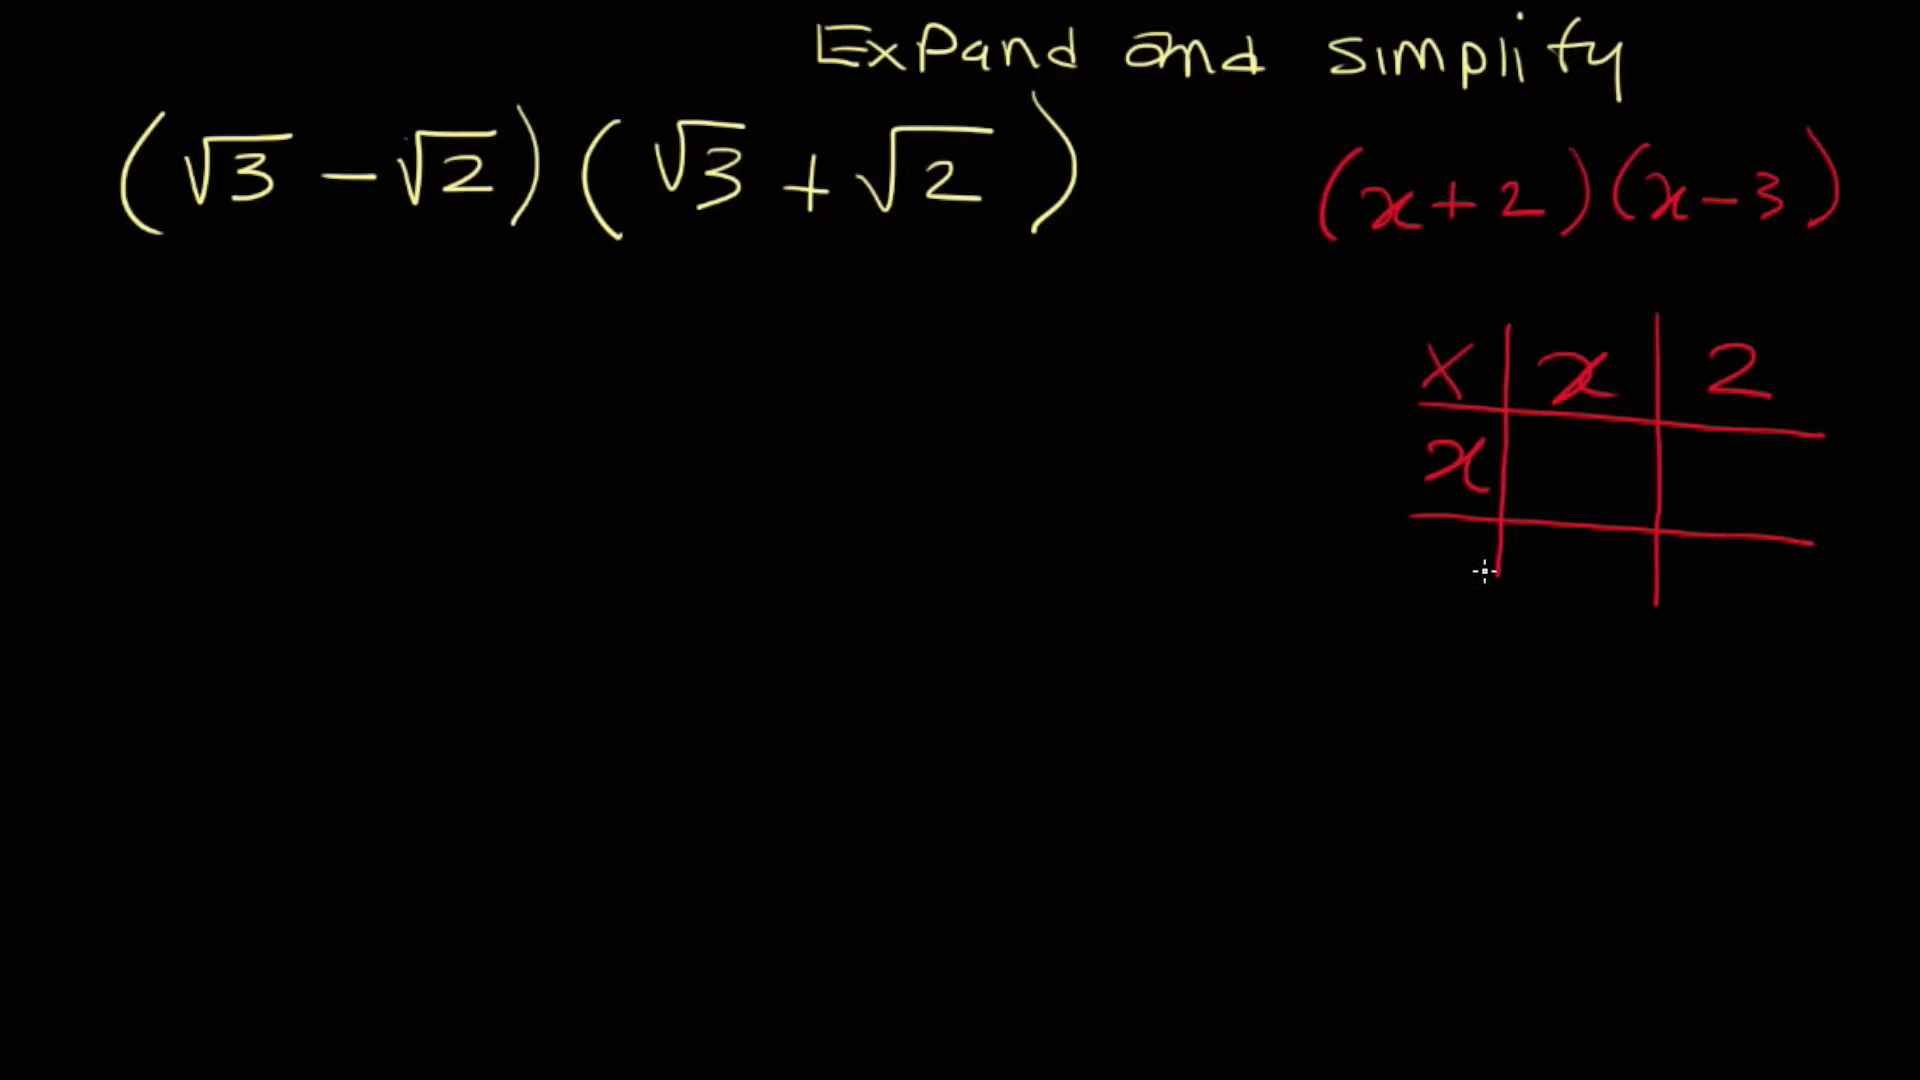 Expand and simplify
(√3 − √2)(√3 + √2)
(x+2)(x−3)
× x 2
x